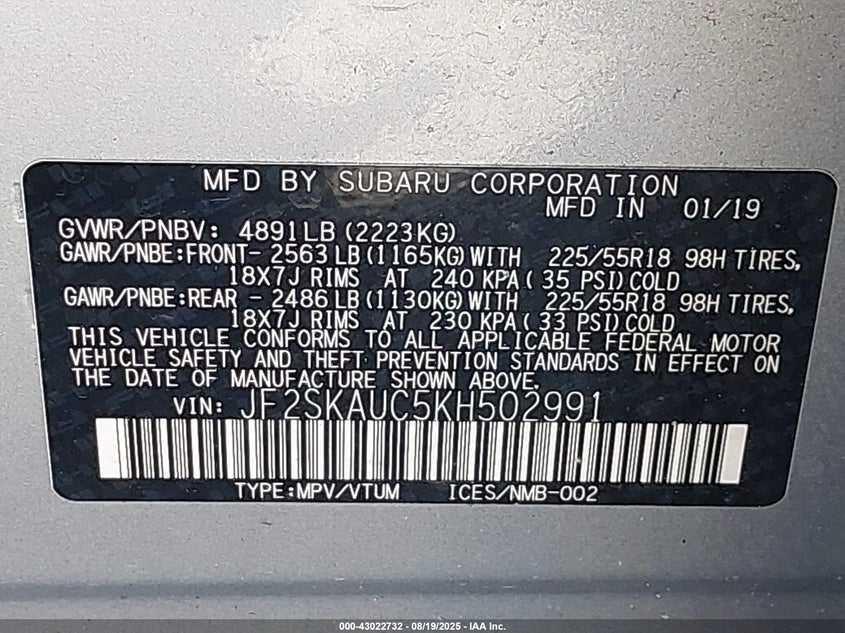 MFD BY SUBARU CORPORATION
MFD IN 01/19
GVWR/PNBV: 4891LB(2223KG)
GAWR/PNBE:FRONT- 2563LB(1165KG)WITH 225/55R18 98H TIRES,
18X7J RIMS AT 240 KPA(35 PSI)COLD
GAWR/PNBE:REAR - 2486LB(1130KG)WITH 225/55R18 98H TIRES,
18X7J RIMS AT 230 KPA(33 PSI)COLD
THIS VEHICLE CONFORMS TO ALL APPLICABLE FEDERAL MOTOR
VEHICLE SAFETY AND THEFT PREVENTION STANDARDS IN EFFECT ON
THE DATE OF MANUFACTURE SHOWN ABOVE.
VIN: JF2SKAUC5KH502991
TYPE:MPV/VTUM ICES/NMB-002
000-43022732 - 08/19/2025 - IAA Inc.